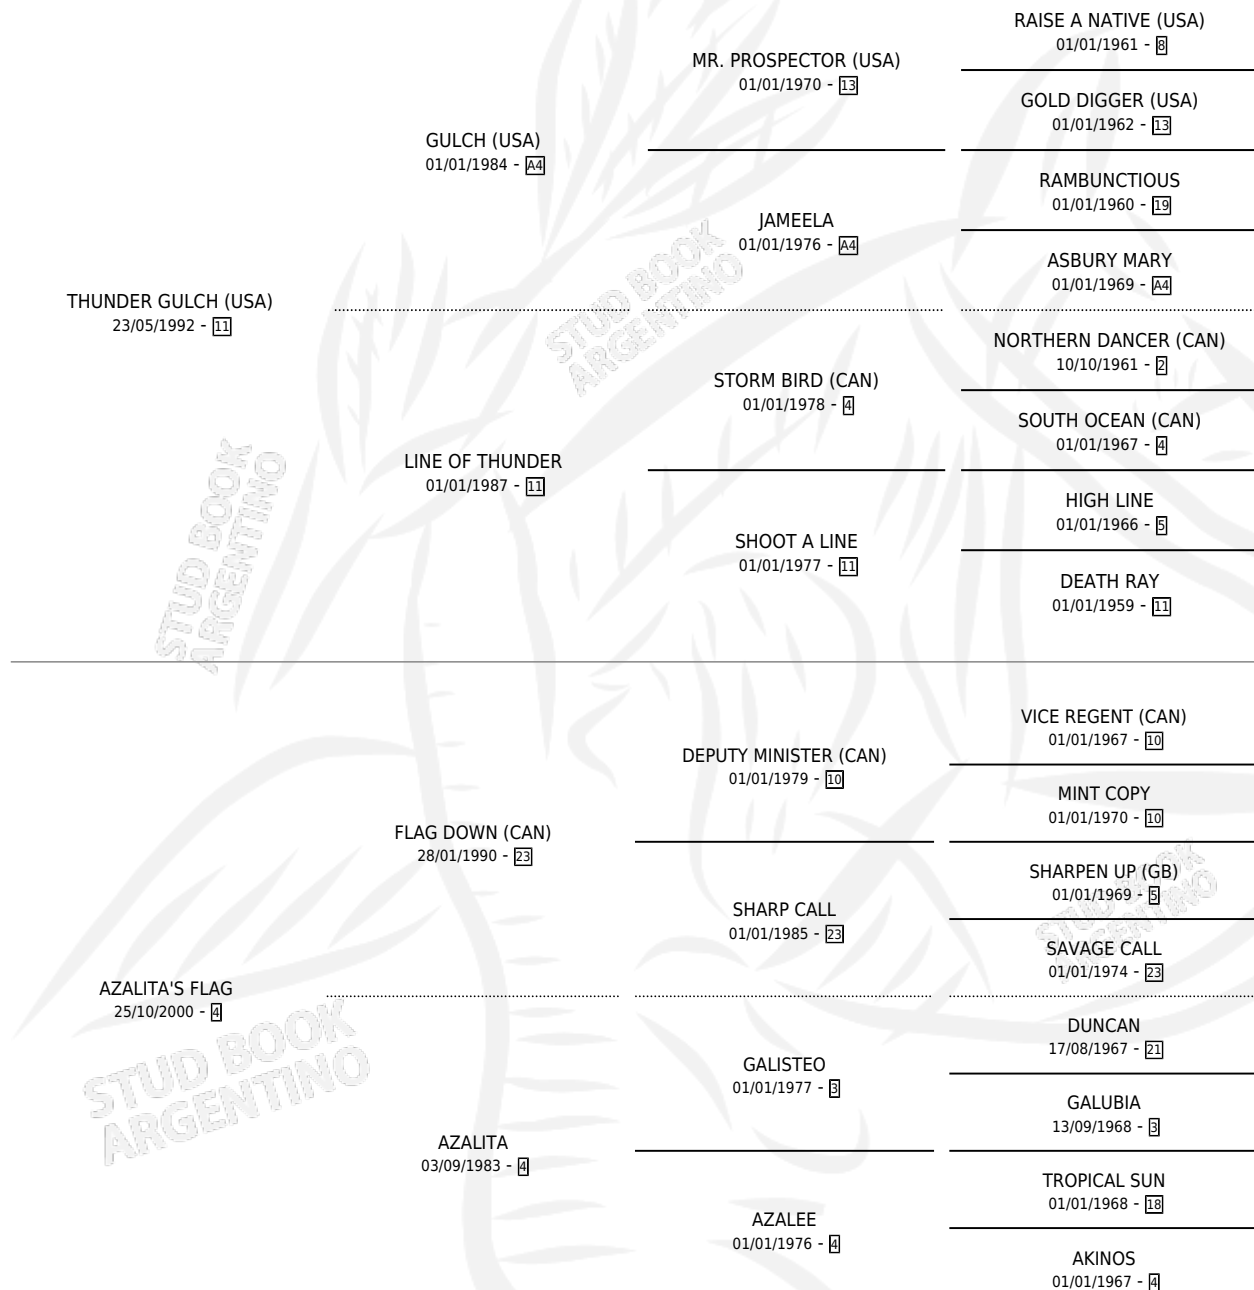 RAISE A NATIVE (USA)
01/01/1961 - 8
MR. PROSPECTOR (USA)
01/01/1970 - 13
GOLD DIGGER (USA)
01/01/1962 - 13
GULCH (USA)
01/01/1984 - A4
RAMBUNCTIOUS
01/01/1960 - 19
JAMEELA
01/01/1976 - A4
ASBURY MARY
01/01/1969 - A4
THUNDER GULCH (USA)
23/05/1992 - 11
NORTHERN DANCER (CAN)
10/10/1961 - 2
STORM BIRD (CAN)
01/01/1978 - 4
SOUTH OCEAN (CAN)
01/01/1967 - 4
LINE OF THUNDER
01/01/1987 - 11
HIGH LINE
01/01/1966 - 5
SHOOT A LINE
01/01/1977 - 11
DEATH RAY
01/01/1959 - 11
VICE REGENT (CAN)
01/01/1967 - 10
DEPUTY MINISTER (CAN)
01/01/1979 - 10
MINT COPY
01/01/1970 - 10
FLAG DOWN (CAN)
28/01/1990 - 23
SHARPEN UP (GB)
01/01/1969 - 5
SHARP CALL
01/01/1985 - 23
SAVAGE CALL
01/01/1974 - 23
AZALITA'S FLAG
25/10/2000 - 4
DUNCAN
17/08/1967 - 21
GALISTEO
01/01/1977 - 3
GALUBIA
13/09/1968 - 3
AZALITA
03/09/1983 - 4
TROPICAL SUN
01/01/1968 - 18
AZALEE
01/01/1976 - 4
AKINOS
01/01/1967 - 4
STUD BOOK
ARGENTINO
STUD BOOK
ARGENTINO
STUD BOOK
ARGENTINO
STUD BOOK
ARGENTINO